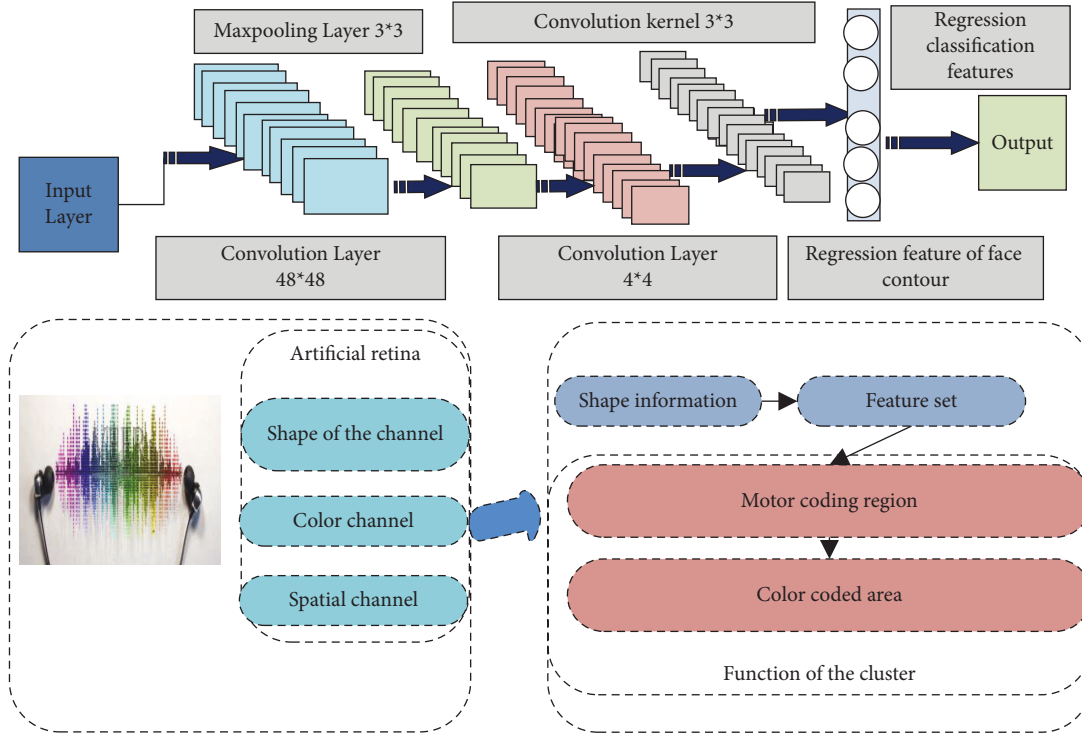 Maxpooling Layer 3*3
Convolution kernel 3*3
Regression
classification
features
Input
Layer
Output
Convolution Layer
48*48
Convolution Layer
4*4
Regression feature of face
contour
Artificial retina
Shape of the channel
Color channel
Spatial channel
Shape information
Feature set
Motor coding region
Color coded area
Function of the cluster